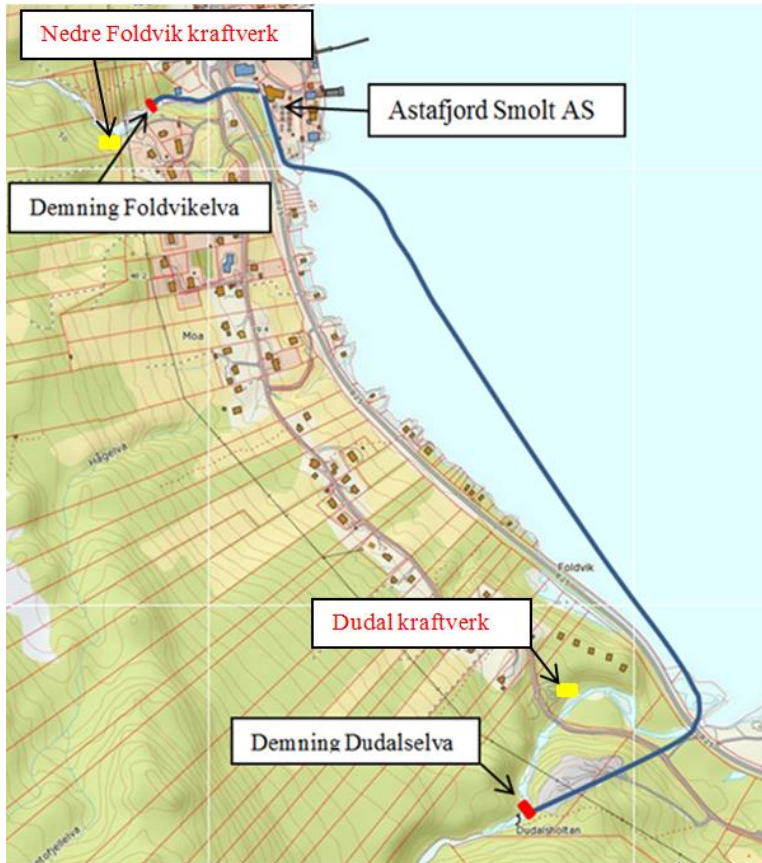 Nedre Foldvik kraftverk
Astafjord Smolt AS
Demning Foldvikelva
Moa
Hågelva
Foldvik
Dudal kraftverk
Demning Dudalselva
Dudalsholtan